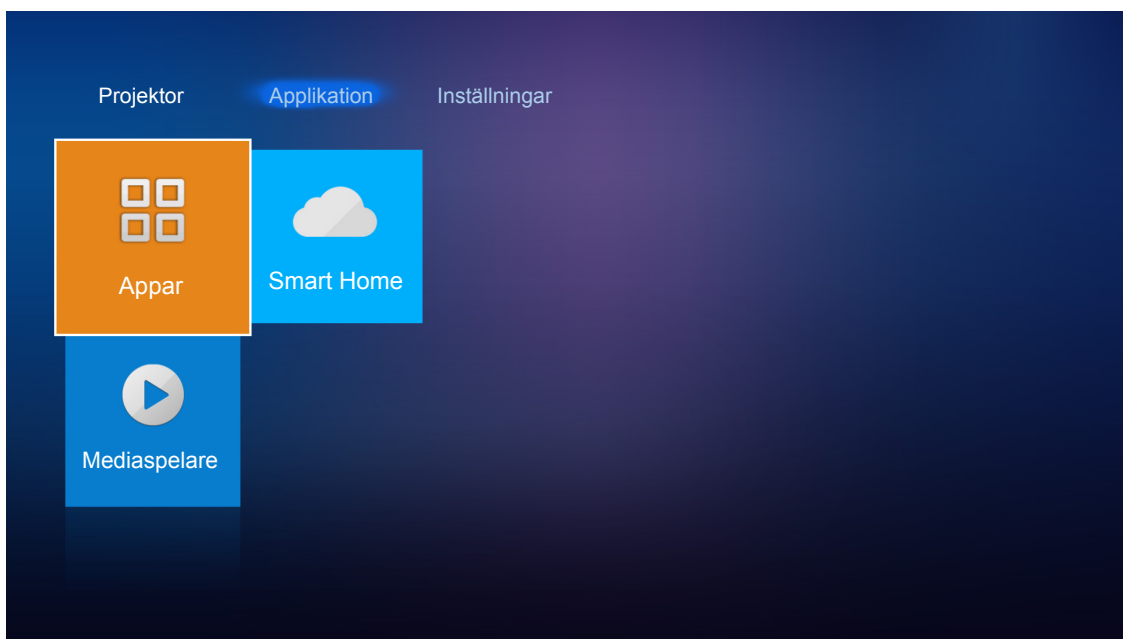 Projektor
Applikation
Inställningar
Appar
Smart Home
Mediaspelare